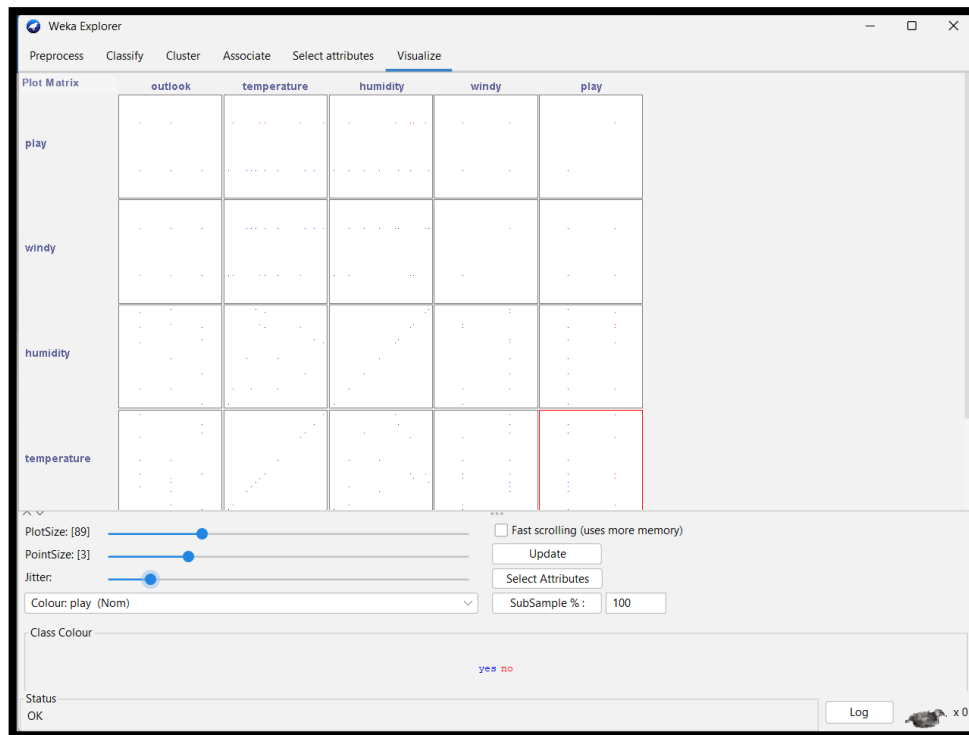 Weka Explorer
Preprocess Classify Cluster Associate Select attributes Visualize
Plot Matrix outlook temperature humidity windy play
play
windy
humidity
temperature
PlotSize: [89] Fast scrolling (uses more memory)
PointSize: [3] Update
Jitter: Select Attributes
Colour: play (Nom) SubSample % : 100
Class Colour
yes no
Status
OK Log x 0